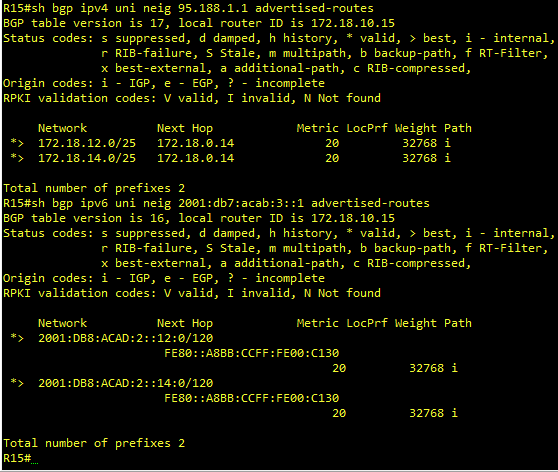 R15#sh bgp ipv4 uni neig 95.188.1.1 advertised-routes
BGP table version is 17, local router ID is 172.18.10.15
Status codes: s suppressed, d damped, h history, * valid, > best, i - internal,
              r RIB-failure, S Stale, m multipath, b backup-path, f RT-Filter,
              x best-external, a additional-path, c RIB-compressed,
Origin codes: i - IGP, e - EGP, ? - incomplete
RPKI validation codes: V valid, I invalid, N Not found
     Network          Next Hop            Metric LocPrf Weight Path
 *>  172.18.12.0/25   172.18.0.14             20         32768 i
 *>  172.18.14.0/25   172.18.0.14             20         32768 i
Total number of prefixes 2
R15#sh bgp ipv6 uni neig 2001:db7:acab:3::1 advertised-routes
BGP table version is 16, local router ID is 172.18.10.15
Status codes: s suppressed, d damped, h history, * valid, > best, i - internal,
              r RIB-failure, S Stale, m multipath, b backup-path, f RT-Filter,
              x best-external, a additional-path, c RIB-compressed,
Origin codes: i - IGP, e - EGP, ? - incomplete
RPKI validation codes: V valid, I invalid, N Not found
     Network          Next Hop            Metric LocPrf Weight Path
 *>  2001:DB8:ACAD:2::12:0/120
                       FE80::A8BB:CCFF:FE00:C130
                                              20         32768 i
 *>  2001:DB8:ACAD:2::14:0/120
                       FE80::A8BB:CCFF:FE00:C130
                                              20         32768 i
Total number of prefixes 2
R15#